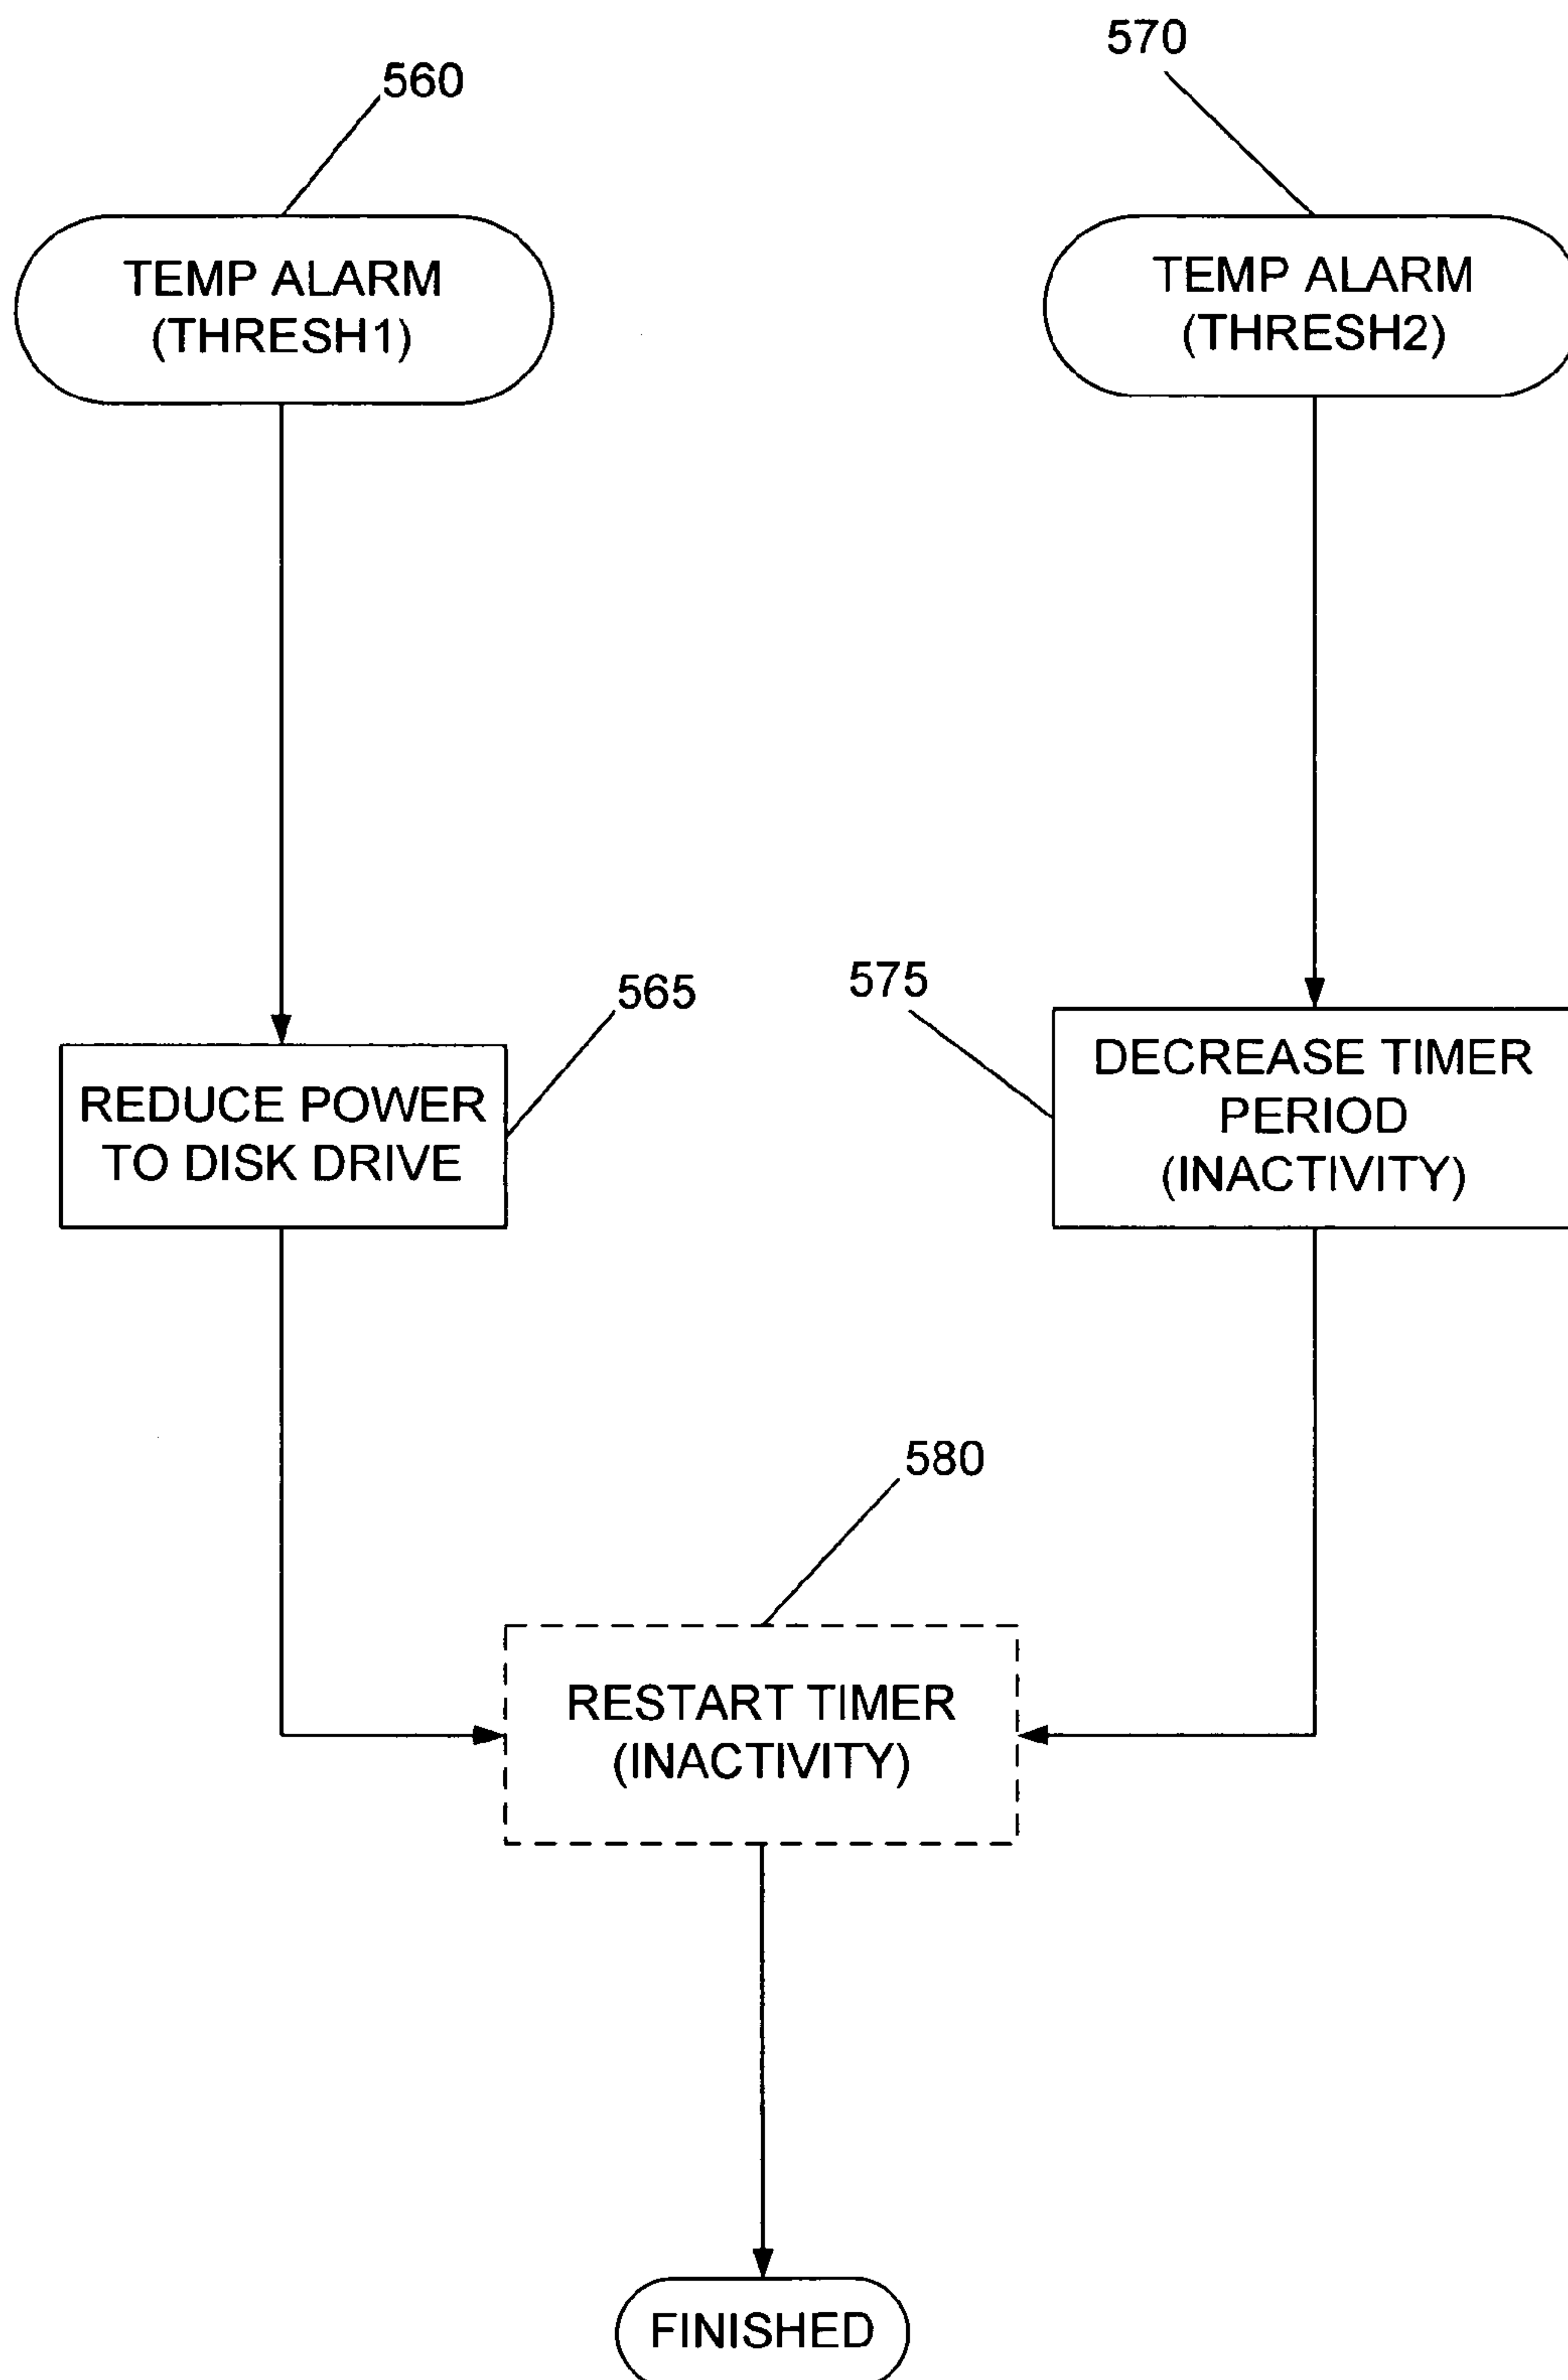 570
560
TEMP ALARM
(THRESH1)
TEMP ALARM
(THRESH2)
565
575
REDUCE POWER
TO DISK DRIVE
DECREASE TIMER
PERIOD
(INACTIVITY)
580
RESTART TIMER
(INACTIVITY)
FINISHED